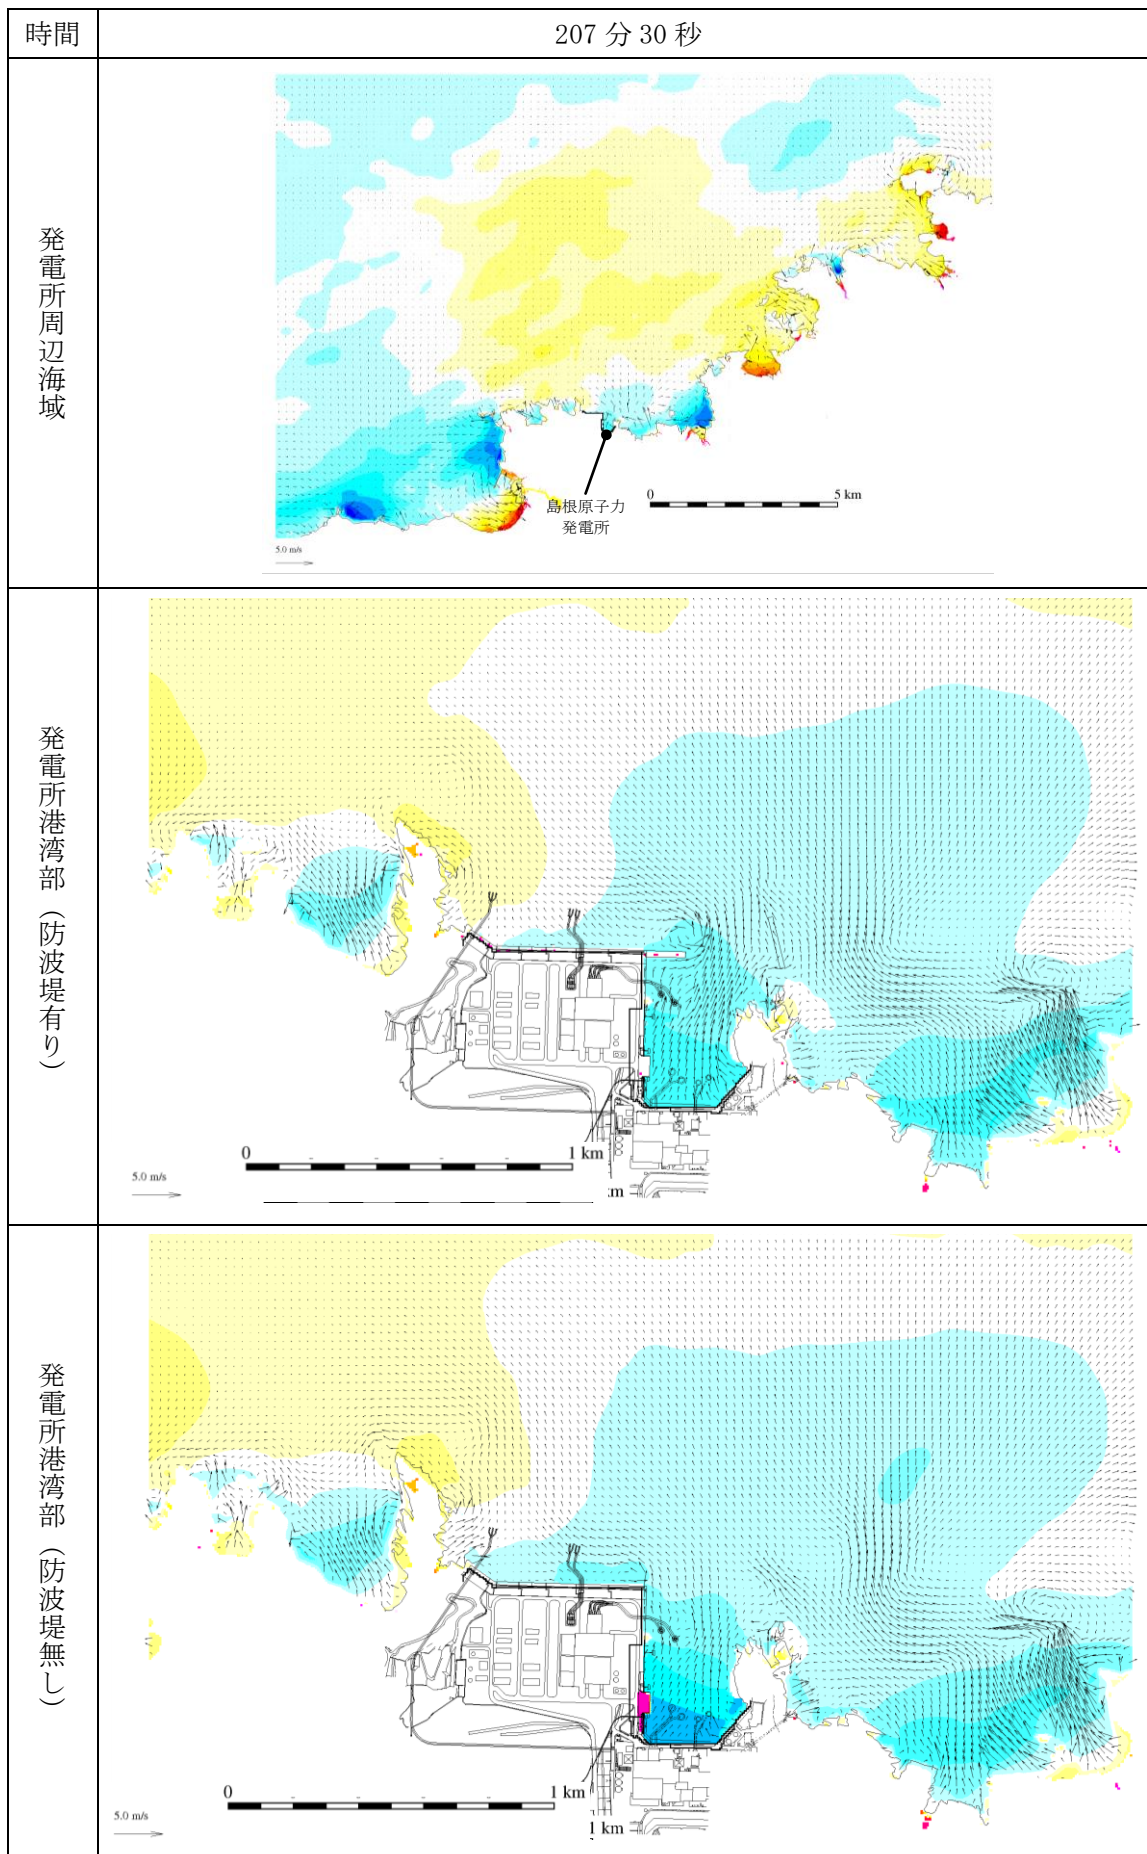 時間
207 分 30 秒
発電所周辺海域
島根原子力
発電所
0 5 km
5.0 m/s
発電所港湾部（防波堤有り）
0 1 km
5.0 m/s
km
発電所港湾部（防波堤無し）
0 1 km
5.0 m/s
1 km